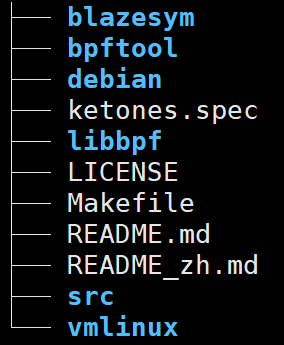 blazesym
bpftool
debian
ketones.spec
libbpf
LICENSE
Makefile
README.md
README_zh.md
src
vmlinux